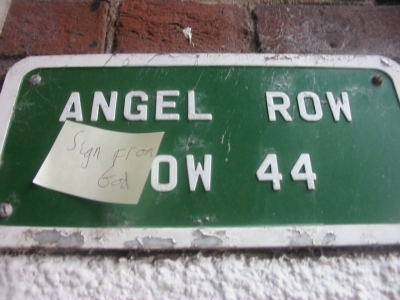 ANGEL ROW
Sign from
God
OW 44